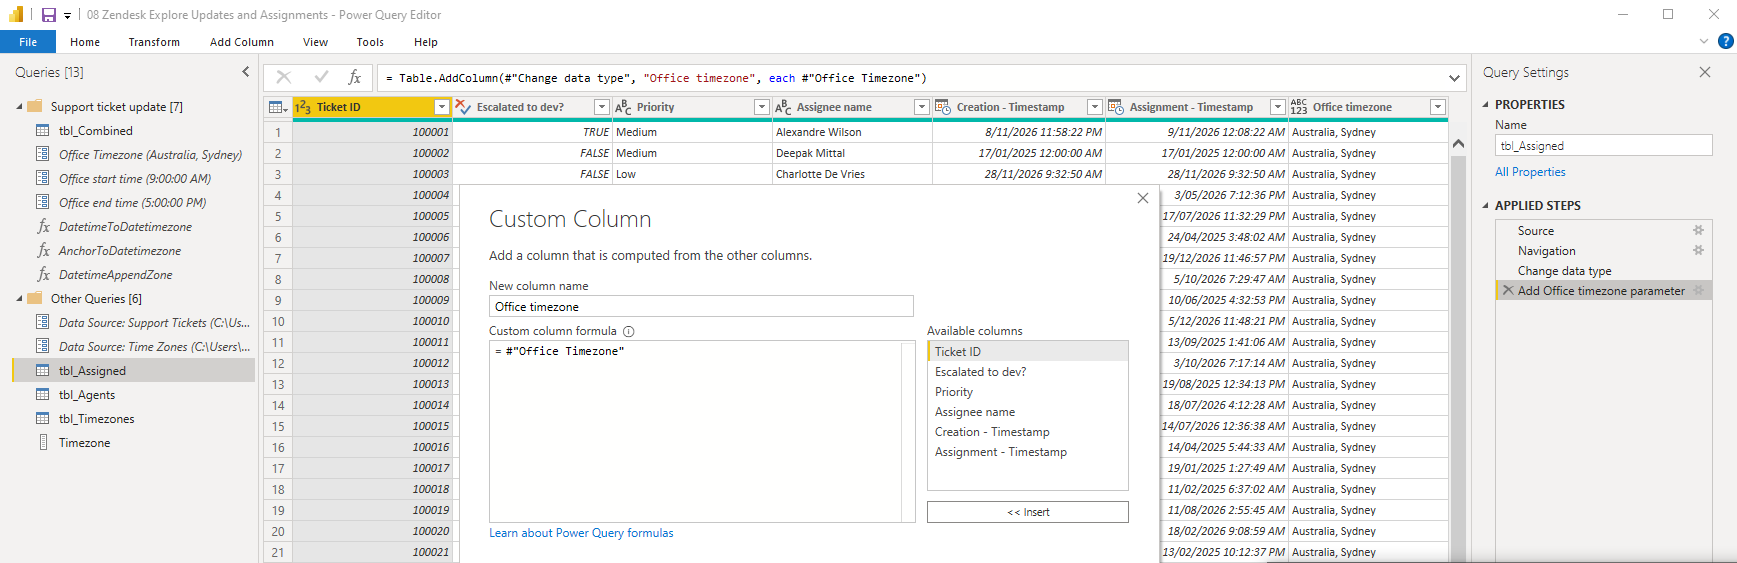 08 Zendesk Explore Updates and Assignments - Power Query Editor
File Home Transform Add Column View Tools Help
?
Queries [13]
Support ticket update [7]
tbl_Combined
Office Timezone (Australia, Sydney)
Office start time (9:00:00 AM)
Office end time (5:00:00 PM)
fx DatetimeToDatetimezone
fx AnchorToDatetimezone
fx DatetimeAppendZone
Other Queries [6]
Data Source: Support Tickets (C:\Us...
Data Source: Time Zones (C:\Users\...
tbl_Assigned
tbl_Agents
tbl_Timezones
Timezone
fx = Table.AddColumn(#"Change data type", "Office timezone", each #"Office Timezone")
123 Ticket ID Escalated to dev? ABC Priority ABC Assignee name Creation - Timestamp Assignment - Timestamp ABC 123 Office timezone
1 100001 TRUE Medium Alexandre Wilson 8/11/2026 11:58:22 PM 9/11/2026 12:08:22 AM Australia, Sydney
2 100002 FALSE Medium Deepak Mittal 17/01/2025 12:00:00 AM 17/01/2025 12:00:00 AM Australia, Sydney
3 100003 FALSE Low Charlotte De Vries 28/11/2026 9:32:50 AM 28/11/2026 9:32:50 AM Australia, Sydney
4 100004 3/05/2026 7:12:36 PM Australia, Sydney
5 100005 17/07/2026 11:32:29 PM Australia, Sydney
6 100006 24/04/2025 3:48:02 AM Australia, Sydney
7 100007 19/12/2026 11:46:57 PM Australia, Sydney
8 100008 5/10/2026 7:29:47 AM Australia, Sydney
9 100009 10/06/2025 4:32:53 PM Australia, Sydney
10 100010 5/12/2026 11:48:21 PM Australia, Sydney
11 100011 13/09/2025 1:41:06 AM Australia, Sydney
12 100012 3/10/2026 7:17:14 AM Australia, Sydney
13 100013 19/08/2025 12:34:13 PM Australia, Sydney
14 100014 18/07/2026 4:12:28 AM Australia, Sydney
15 100015 14/07/2026 12:36:38 AM Australia, Sydney
16 100016 14/04/2025 5:44:33 AM Australia, Sydney
17 100017 19/01/2025 1:27:49 AM Australia, Sydney
18 100018 11/02/2025 6:37:02 AM Australia, Sydney
19 100019 11/08/2026 2:55:45 AM Australia, Sydney
20 100020 18/02/2026 9:08:59 AM Australia, Sydney
21 100021 13/02/2025 10:12:37 PM Australia, Sydney
Custom Column
Add a column that is computed from the other columns.
New column name
Office timezone
Custom column formula
= #"Office Timezone"
Learn about Power Query formulas
Available columns
Ticket ID
Escalated to dev?
Priority
Assignee name
Creation - Timestamp
Assignment - Timestamp
<< Insert
Query Settings
PROPERTIES
Name
tbl_Assigned
All Properties
APPLIED STEPS
Source
Navigation
Change data type
Add Office timezone parameter